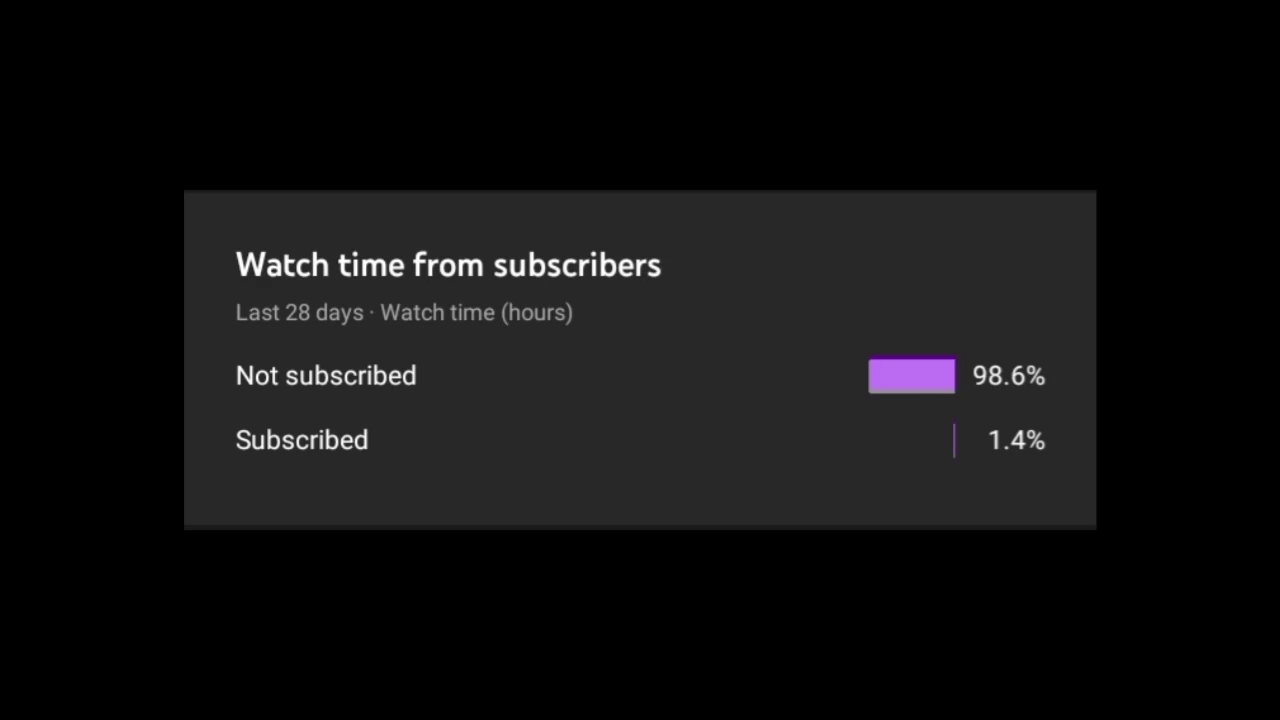 Watch time from subscribers
Last 28 days · Watch time (hours)
Not subscribed 98.6%
Subscribed 1.4%